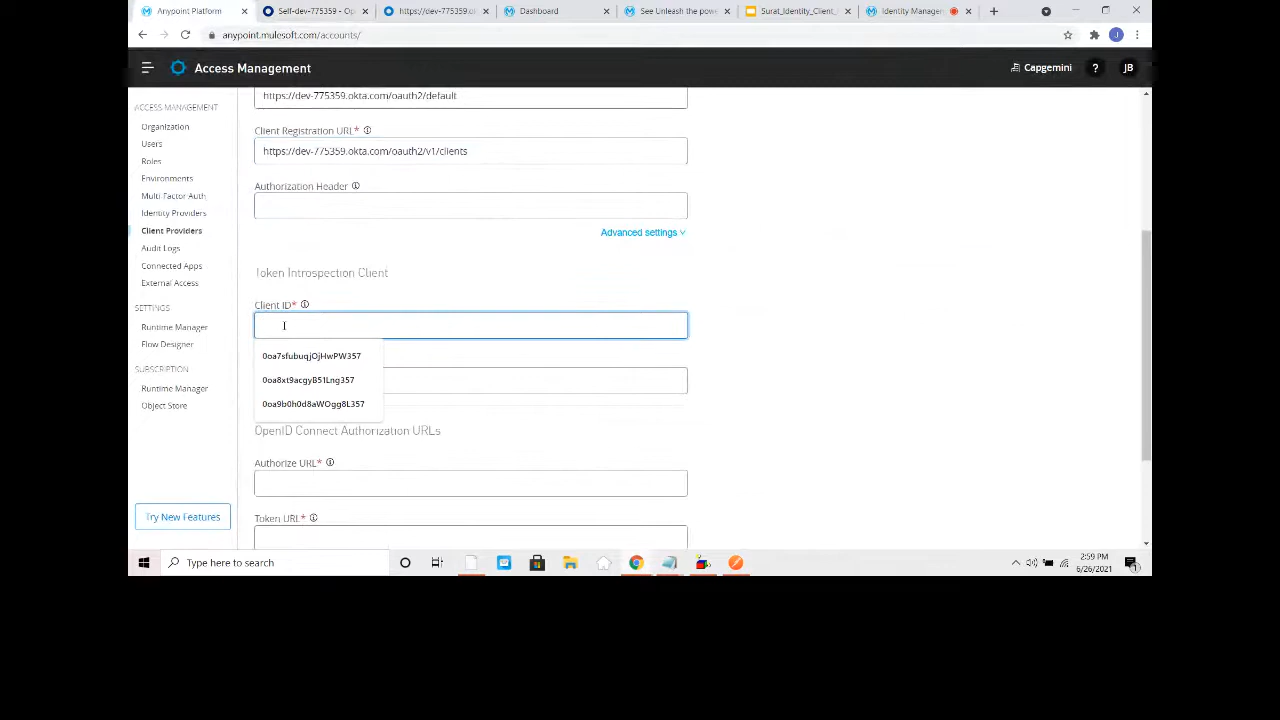 Anypoint Platform
Self-dev-775359 - Op
https://dev-775359.ok
Dashboard
See Unleash the power
Surat_Identity_Client_
Identity Manage
anypoint.mulesoft.com/accounts/
J
Access Management
Capgemini
?
JB
ACCESS MANAGEMENT
Organization
Users
Roles
Environments
Multi Factor Auth
Identity Providers
Client Providers
Audit Logs
Connected Apps
External Access
SETTINGS
Runtime Manager
Flow Designer
SUBSCRIPTION
Runtime Manager
Object Store
Try New Features
https://dev-775359.okta.com/oauth2/default
Client Registration URL*
https://dev-775359.okta.com/oauth2/v1/clients
Authorization Header
Advanced settings
Token Introspection Client
Client ID*
0oa7sfubuqjOjHwPW357
0oa8xt9acgyB51Lng357
0oa9b0h0d8aWOgg8L357
OpenID Connect Authorization URLs
Authorize URL*
Token URL*
Type here to search
2:59 PM
6/26/2021
1